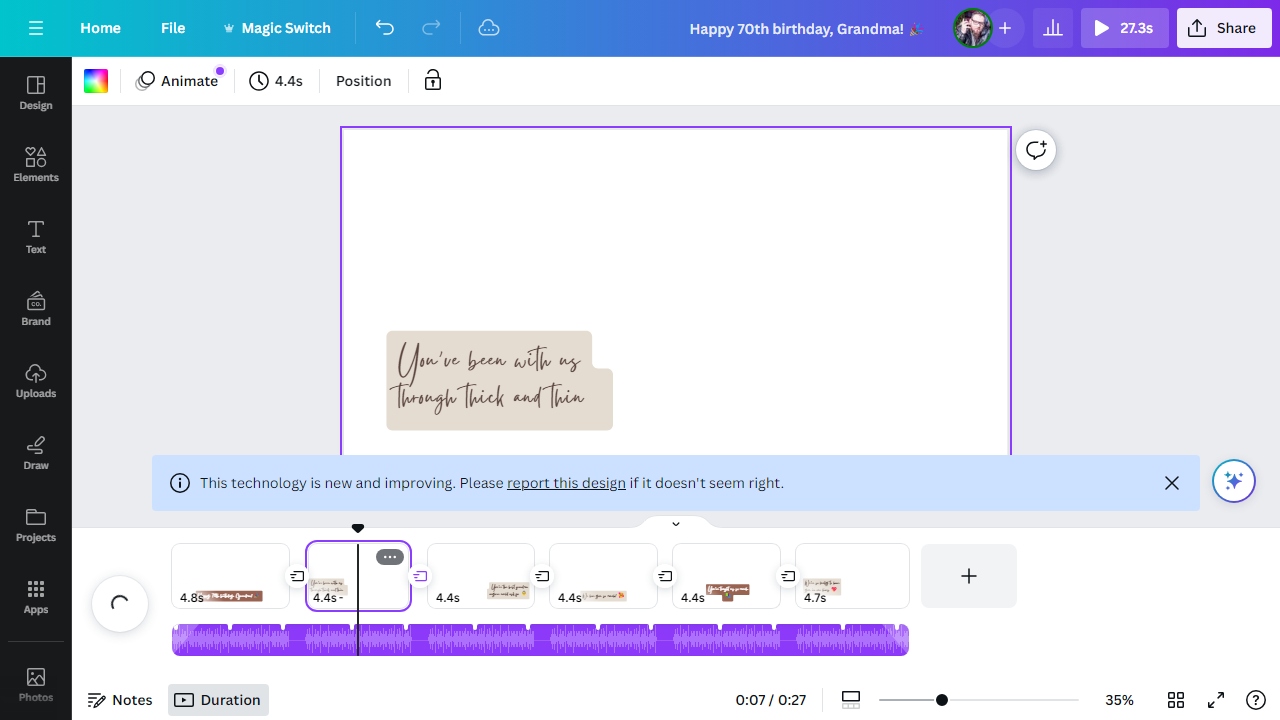 Home
File
Magic Switch
Happy 70th birthday, Grandma! 🎉
27.3s
Share
Animate
4.4s
Position
Design
Elements
Text
CO.
Brand
Uploads
Draw
Projects
Apps
Photos
You've been with us
through thick and thin
This technology is new and improving. Please report this design if it doesn't seem right.
4.8s
4.4s
4.4s
4.4s
4.4s
4.7s
Notes
Duration
0:07 / 0:27
35%